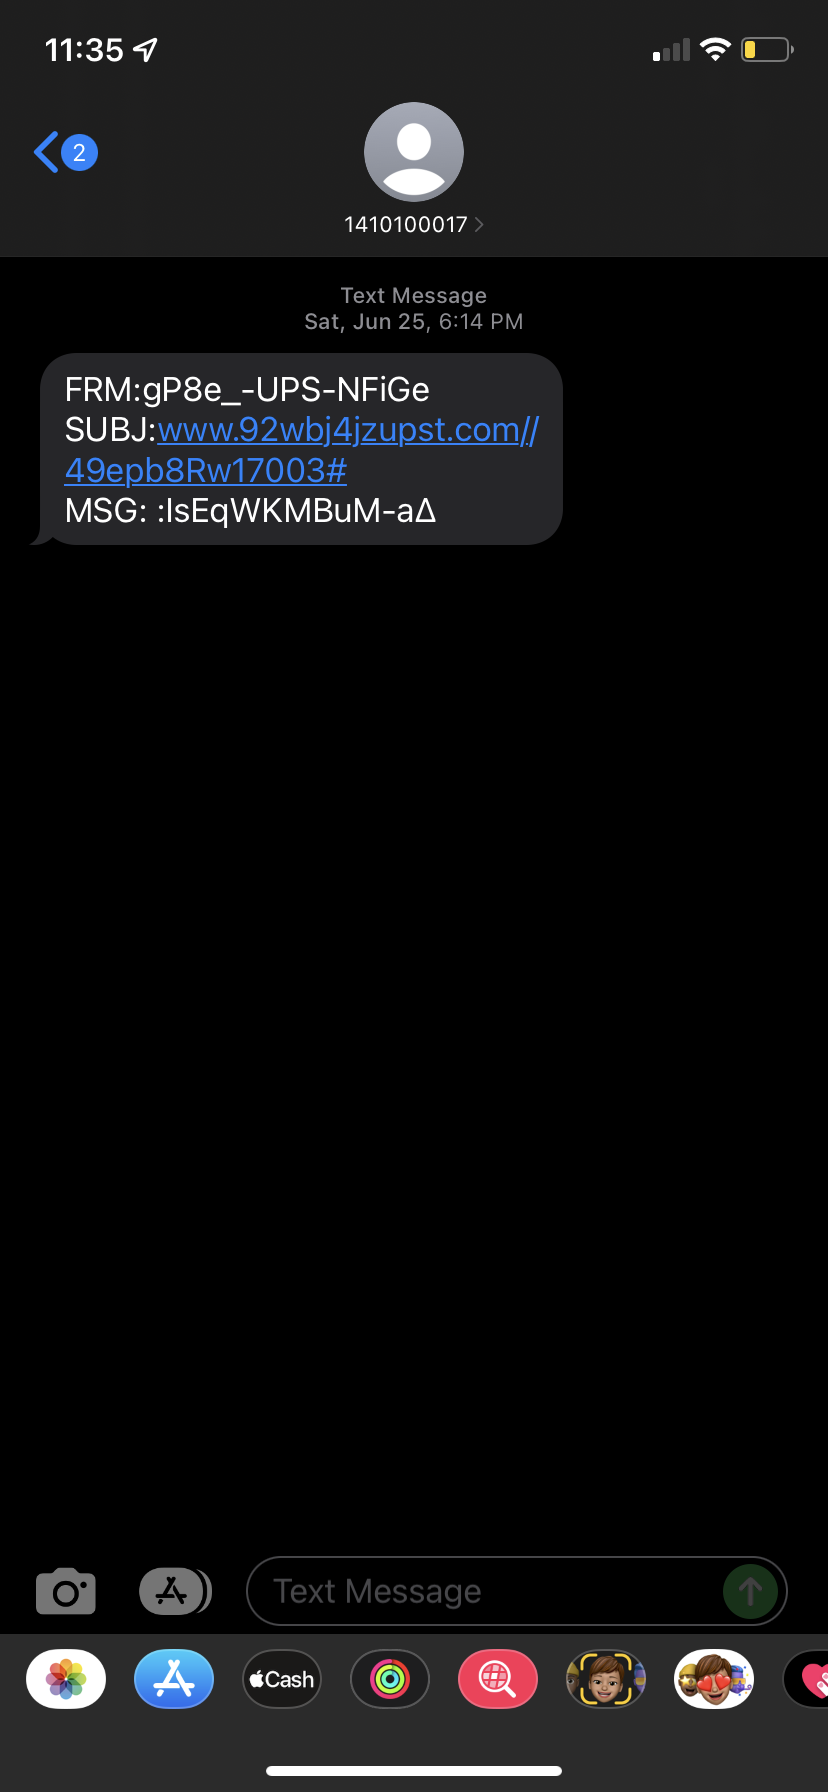 11:35
2
1410100017
Text Message
Sat, Jun 25, 6:14 PM
FRM:gP8e_-UPS-NFiGe
SUBJ:www.92wbj4jzupst.com//
49epb8Rw17003#
MSG: :IsEqWKMBuM-aΔ
Text Message
Cash